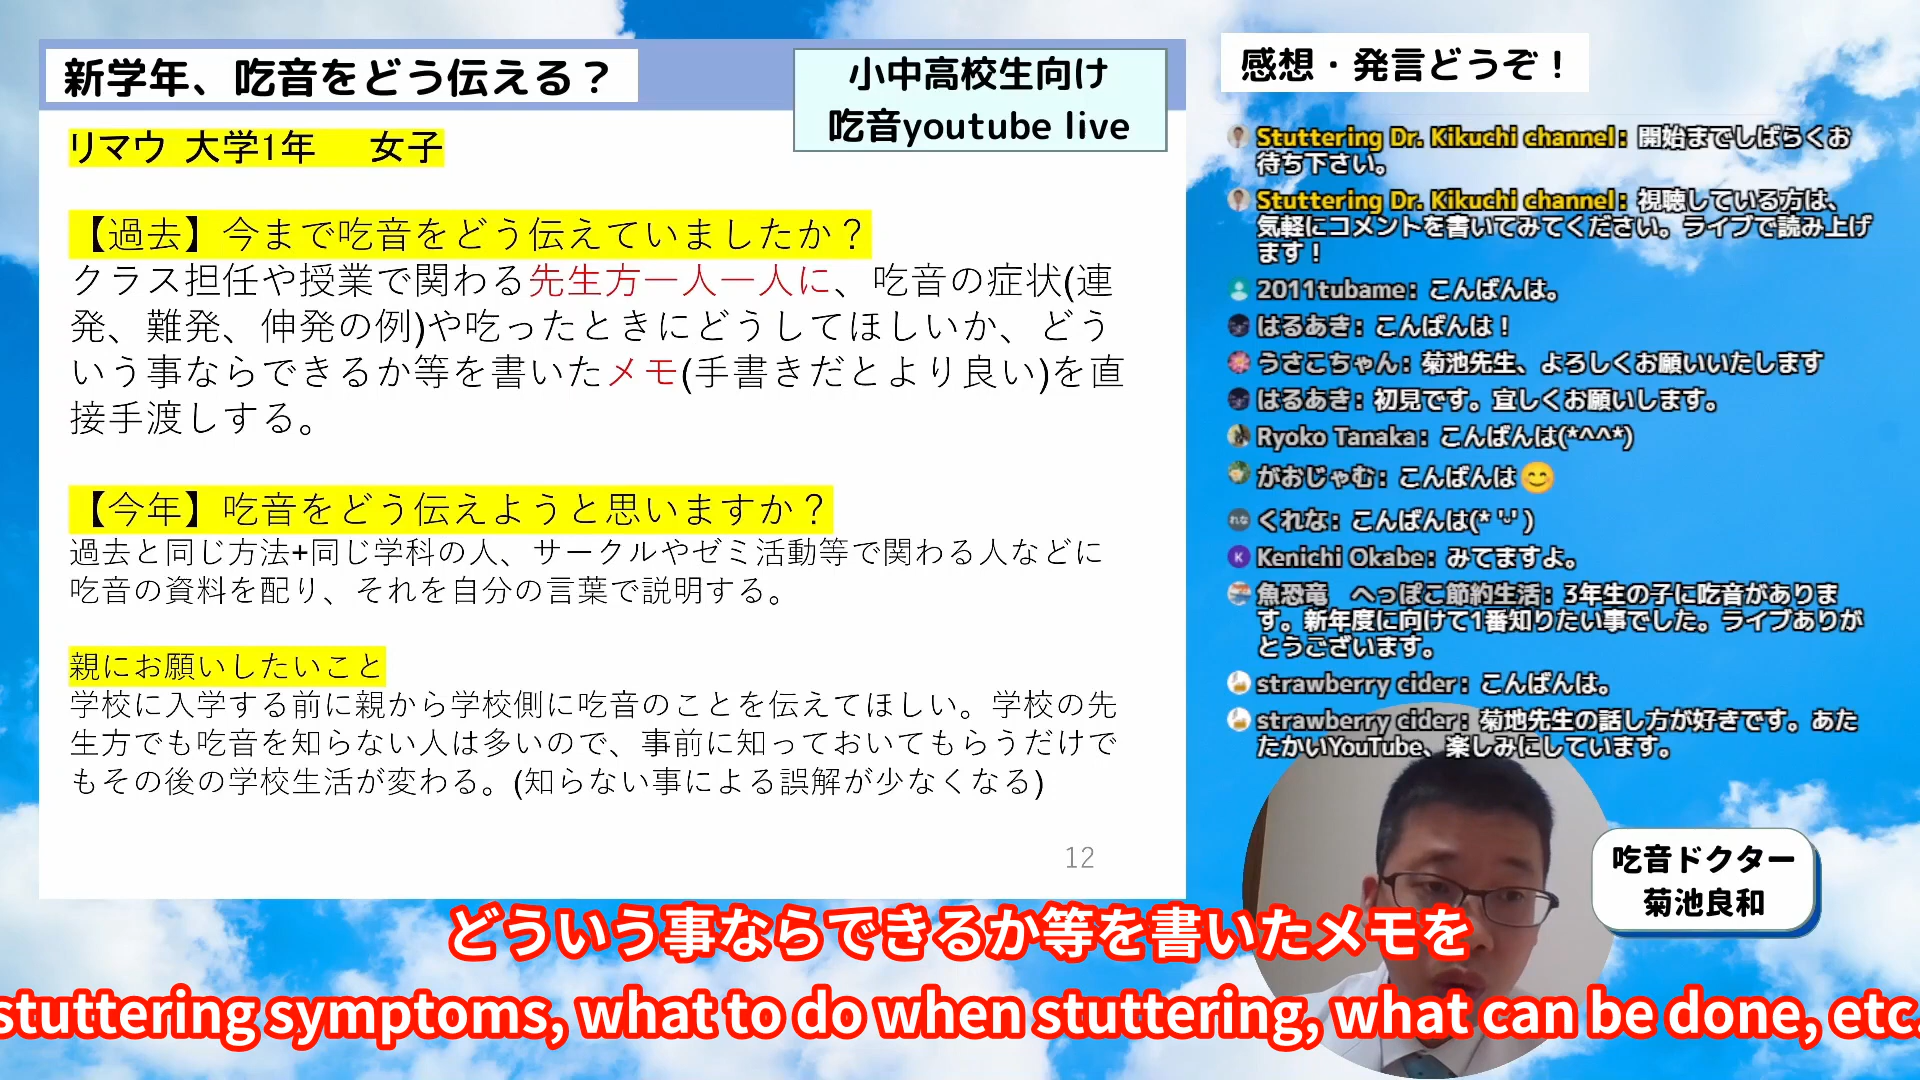 新学年、吃音をどう伝える？
小中高校生向け
吃音youtube live
リマウ 大学1年 女子
【過去】今まで吃音をどう伝えていましたか？
クラス担任や授業で関わる先生方一人一人に、吃音の症状(連
発、難発、伸発の例)や吃ったときにどうしてほしいか、どう
いう事ならできるか等を書いたメモ(手書きだとより良い)を直
接手渡しする。
【今年】吃音をどう伝えようと思いますか？
過去と同じ方法+同じ学科の人、サークルやゼミ活動等で関わる人などに
吃音の資料を配り、それを自分の言葉で説明する。
親にお願いしたいこと
学校に入学する前に親から学校側に吃音のことを伝えてほしい。学校の先
生方でも吃音を知らない人は多いので、事前に知っておいてもらうだけで
もその後の学校生活が変わる。(知らない事による誤解が少なくなる)
12
感想・発言どうぞ！
Stuttering Dr. Kikuchi channel: 開始までしばらくお
待ち下さい。
Stuttering Dr. Kikuchi channel: 視聴している方は、
気軽にコメントを書いてみてください。ライブで読み上げ
ます！
2011tubame: こんばんは。
はるあき: こんばんは！
うさこちゃん: 菊池先生、よろしくお願いいたします
はるあき: 初見です。宜しくお願いします。
Ryoko Tanaka: こんばんは(*^^*)
がおじゃむ: こんばんは😊
れな くれな: こんばんは(* 'ᵕ' )
K Kenichi Okabe: みてますよ。
魚恐竜　へっぽこ節約生活: 3年生の子に吃音がありま
す。新年度に向けて1番知りたい事でした。ライブありが
とうございます。
strawberry cider: こんばんは。
strawberry cider: 菊地先生の話し方が好きです。あた
たかいYouTube、楽しみにしています。
吃音ドクター
菊池良和
どういう事ならできるか等を書いたメモを
stuttering symptoms, what to do when stuttering, what can be done, etc.